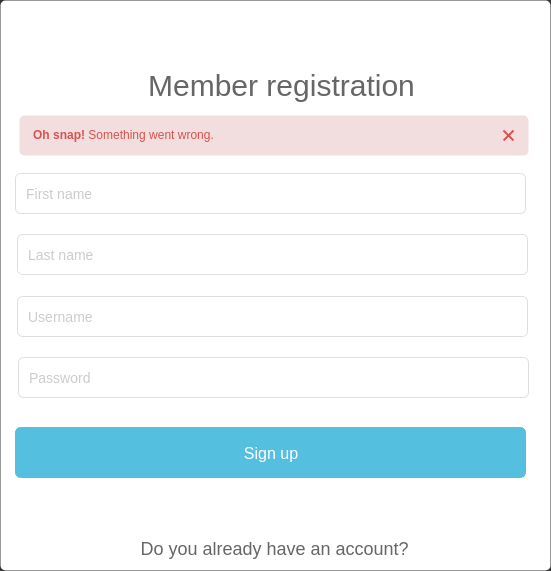 Member registration
Oh snap! Something went wrong.
First name
Last name
Username
Password
Sign up
Do you already have an account?